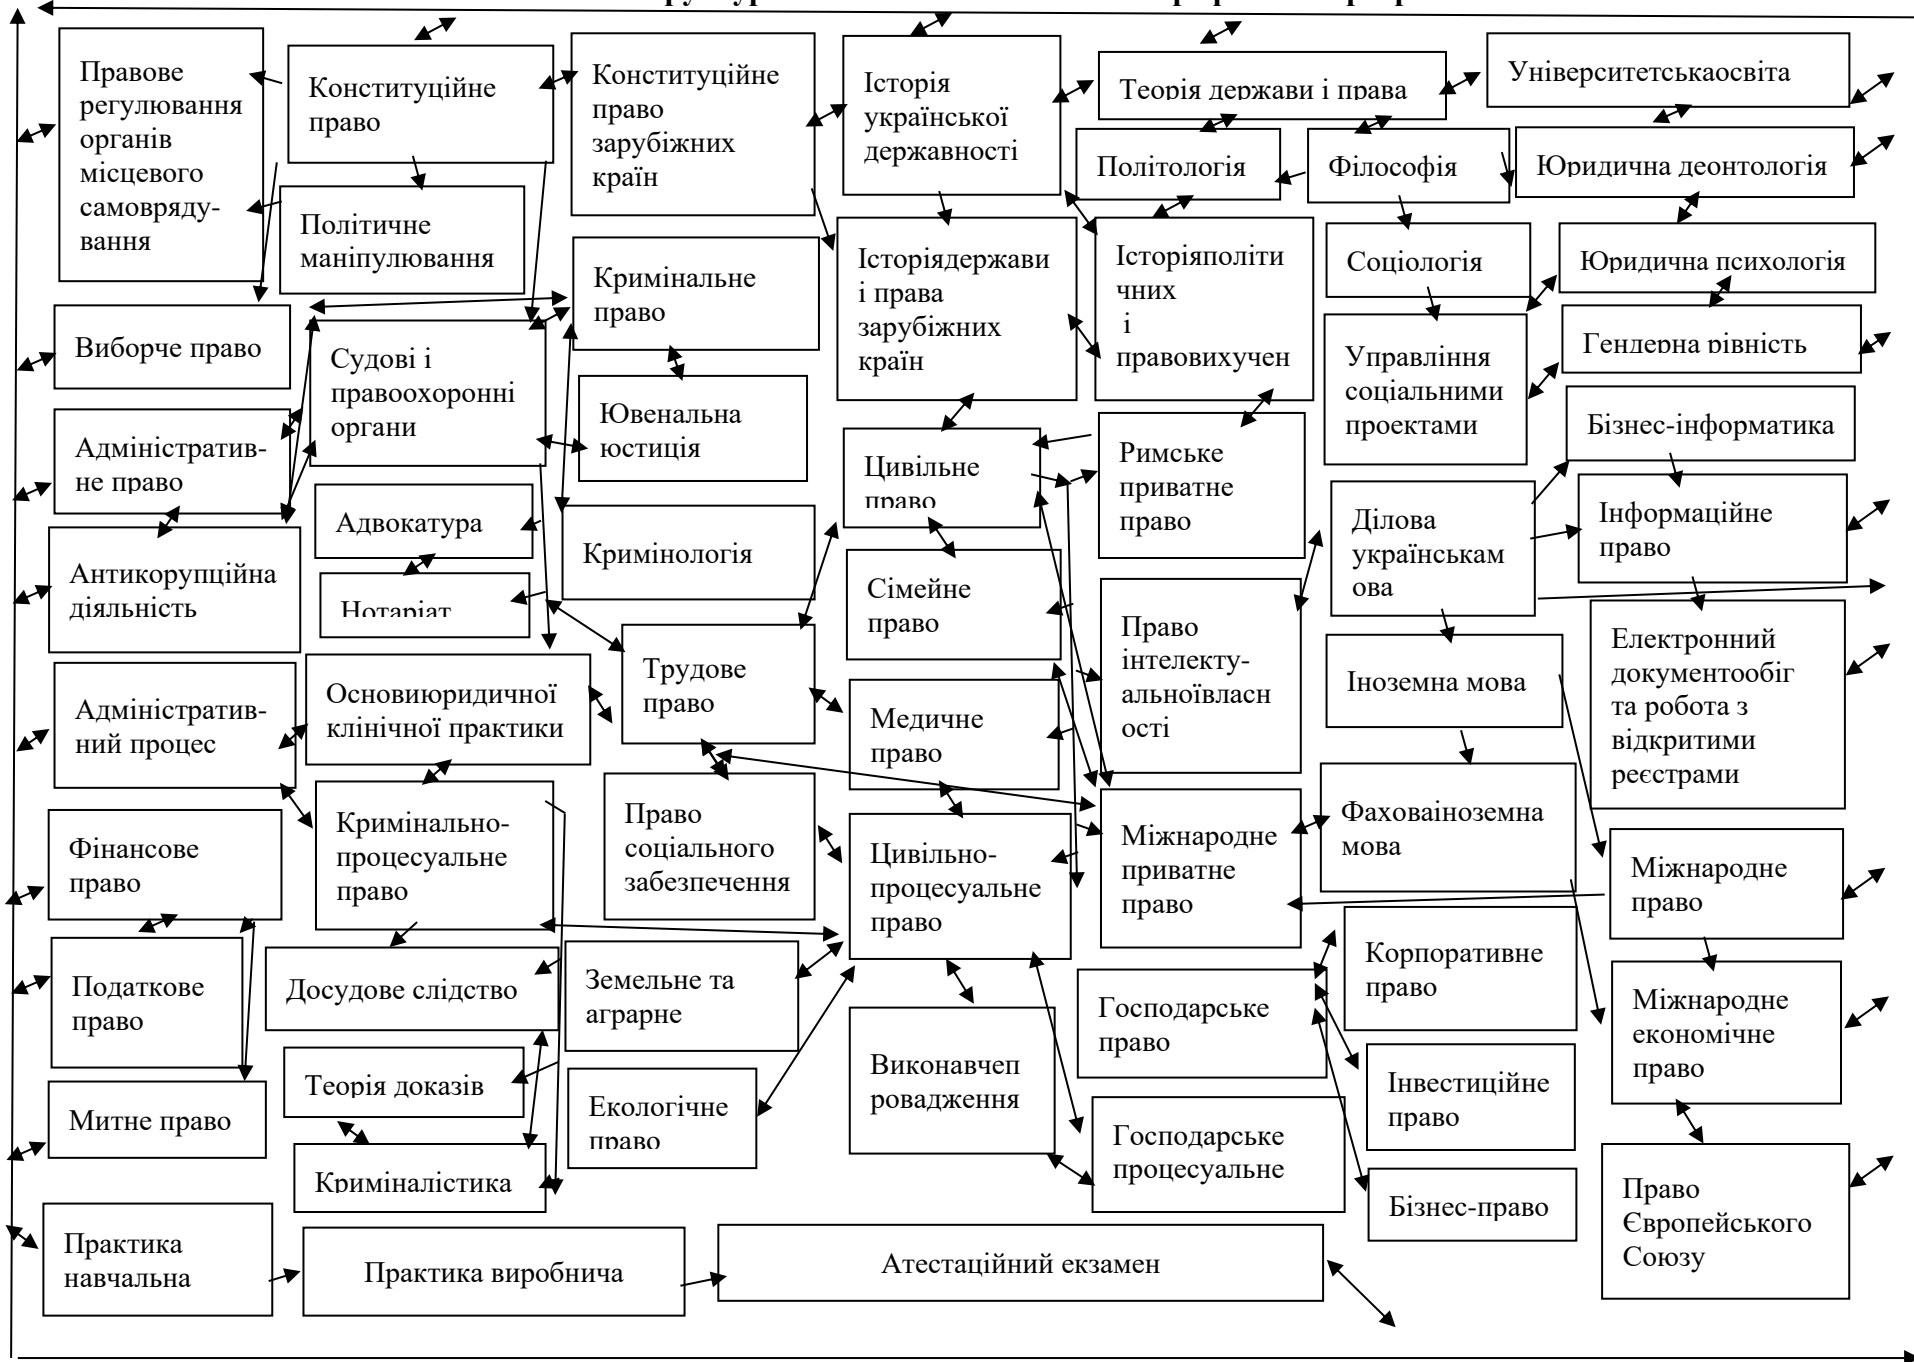 Правове
регулювання
органів
місцевого
самовряду-
вання
Конституційне
право
Конституційне
право
зарубіжних
країн
Історія
української
державності
Теорія держави і права
Університетськаосвіта
Політологія
Філософія
Юридична деонтологія
Політичне
маніпулювання
Кримінальне
право
Історіядержави
і права
зарубіжних
країн
Історіяполіти
чних
і
правовихучен
Соціологія
Юридична психологія
Виборче право
Судові і
правоохоронні
органи
Ювенальна
юстиція
Управління
соціальними
проектами
Гендерна рівність
Бізнес-інформатика
Адміністратив-
не право
Цивільне
право
Римське
приватне
право
Адвокатура
Кримінологія
Ділова
українськам
ова
Інформаційне
право
Антикорупційна
діяльність
Нотаріат
Сімейне
право
Право
інтелекту-
альноївласн
ості
Електронний
документообіг
та робота з
відкритими
реєстрами
Адміністратив-
ний процес
Основиюридичної
клінічної практики
Трудове
право
Медичне
право
Іноземна мова
Фінансове
право
Кримінально-
процесуальне
право
Право
соціального
забезпечення
Цивільно-
процесуальне
право
Міжнародне
приватне
право
Фаховаіноземна
мова
Міжнародне
право
Податкове
право
Досудове слідство
Земельне та
аграрне
Господарське
право
Корпоративне
право
Міжнародне
економічне
право
Митне право
Теорія доказів
Екологічне
право
Виконавчеп
ровадження
Інвестиційне
право
Криміналістика
Господарське
процесуальне
Бізнес-право
Право
Європейського
Союзу
Практика
навчальна
Практика виробнича
Атестаційний екзамен